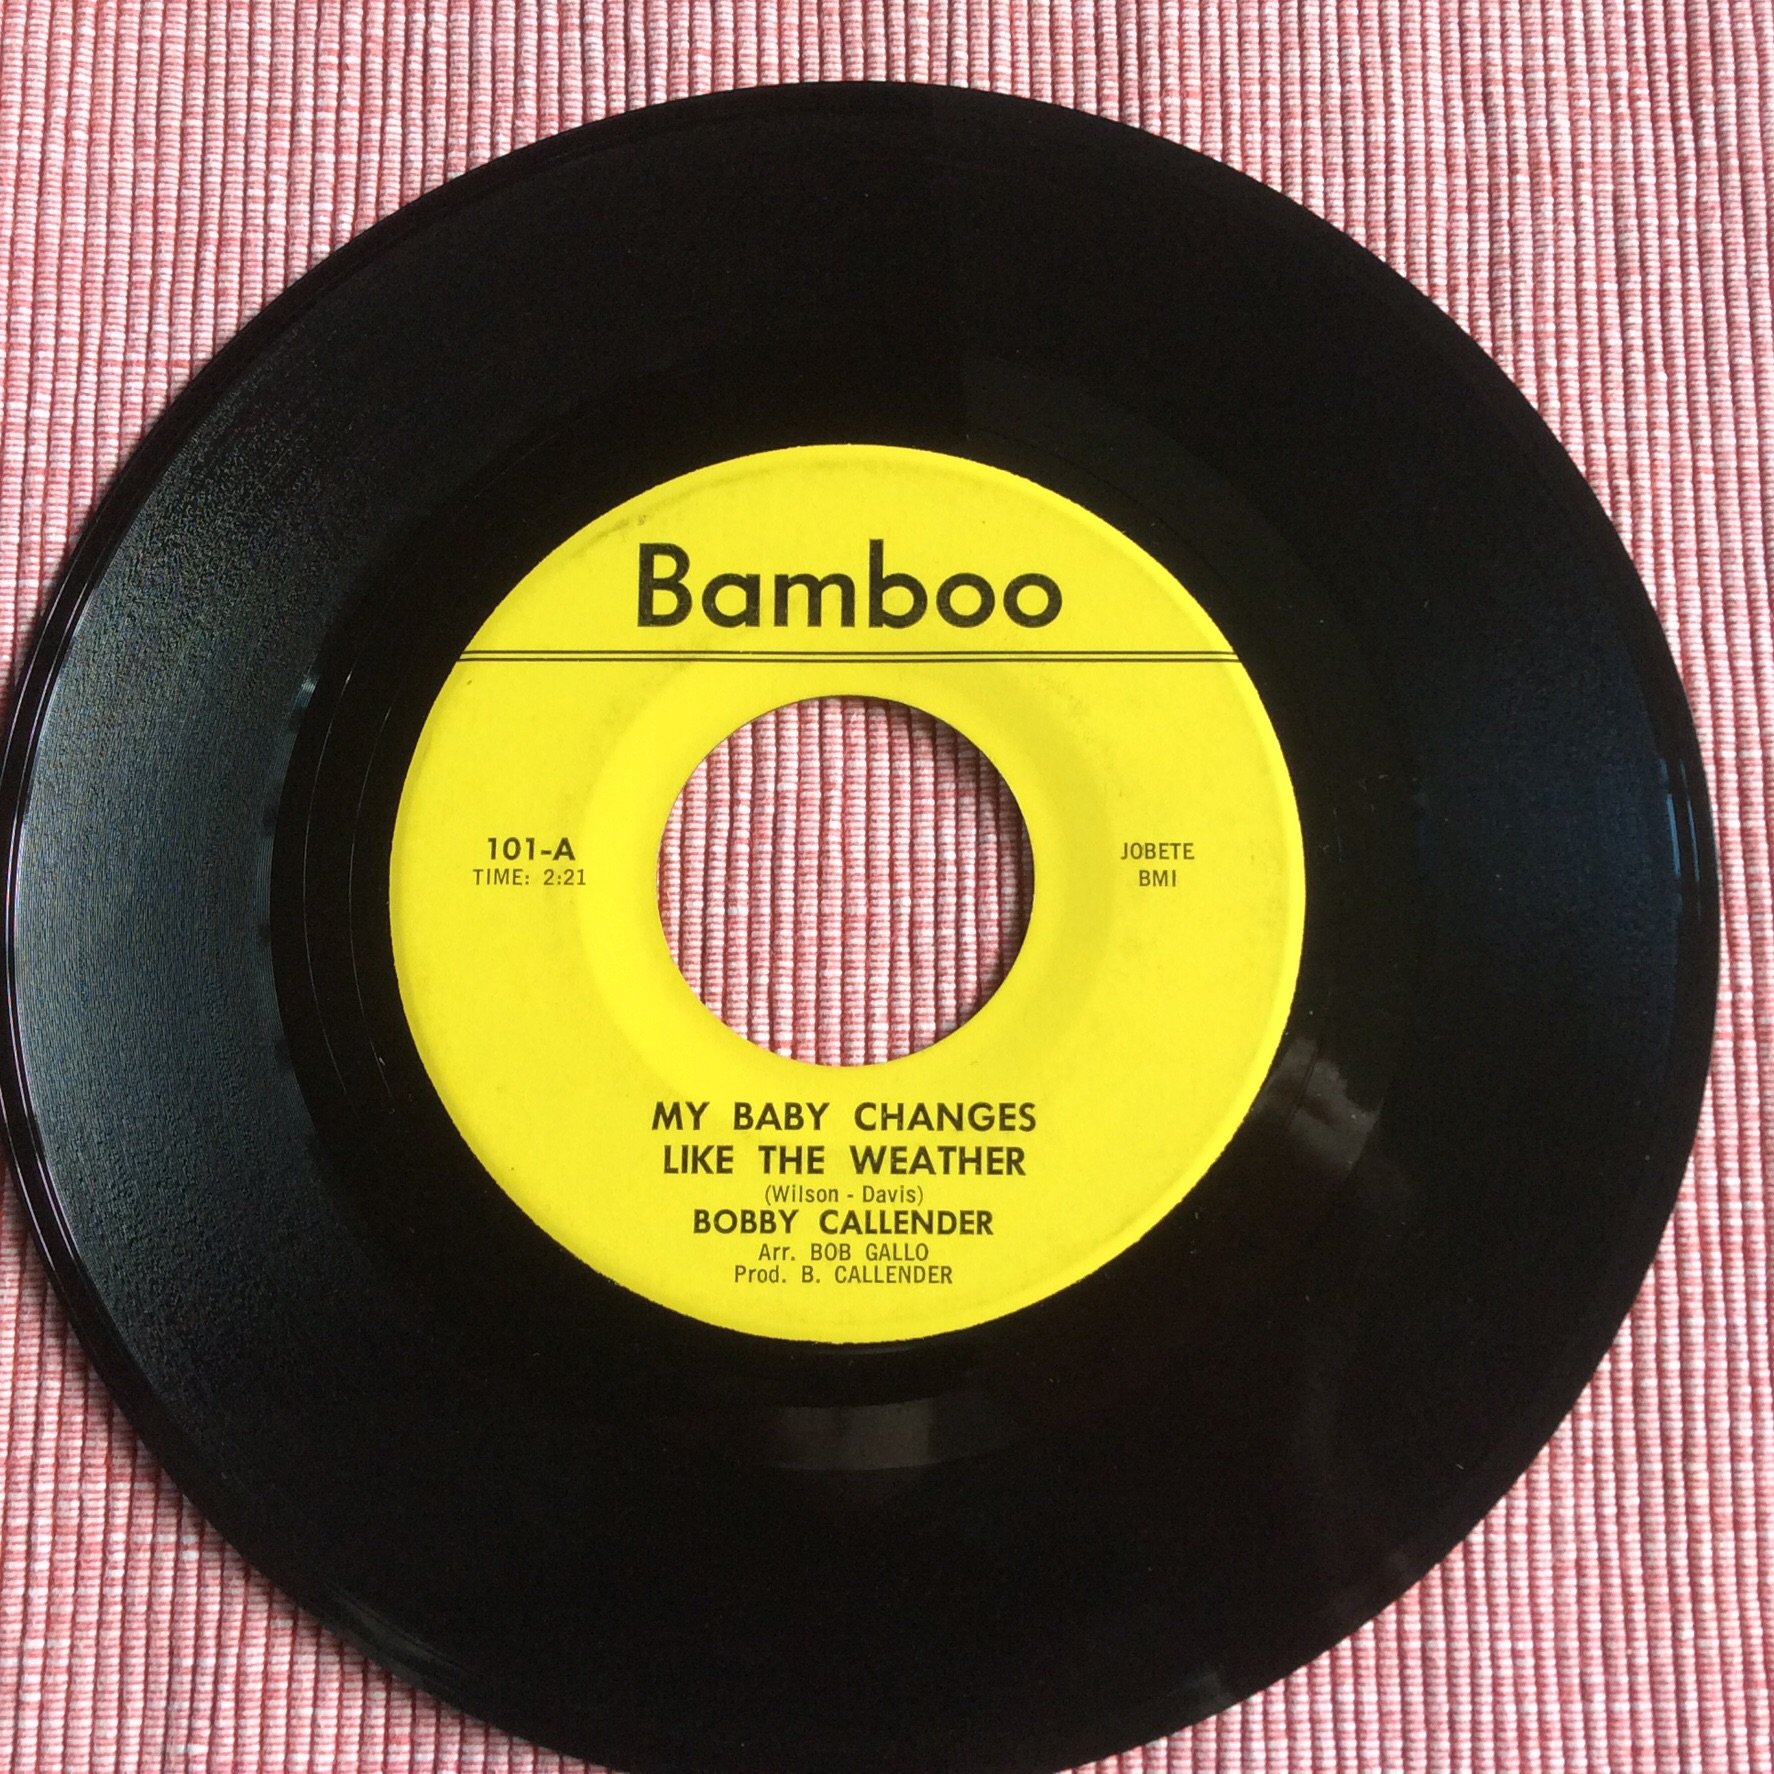 Bamboo
101-A
TIME: 2:21
JOBETE
BMI
MY BABY CHANGES
LIKE THE WEATHER
(Wilson - Davis)
BOBBY CALLENDER
Arr. BOB GALLO
Prod. B. CALLENDER